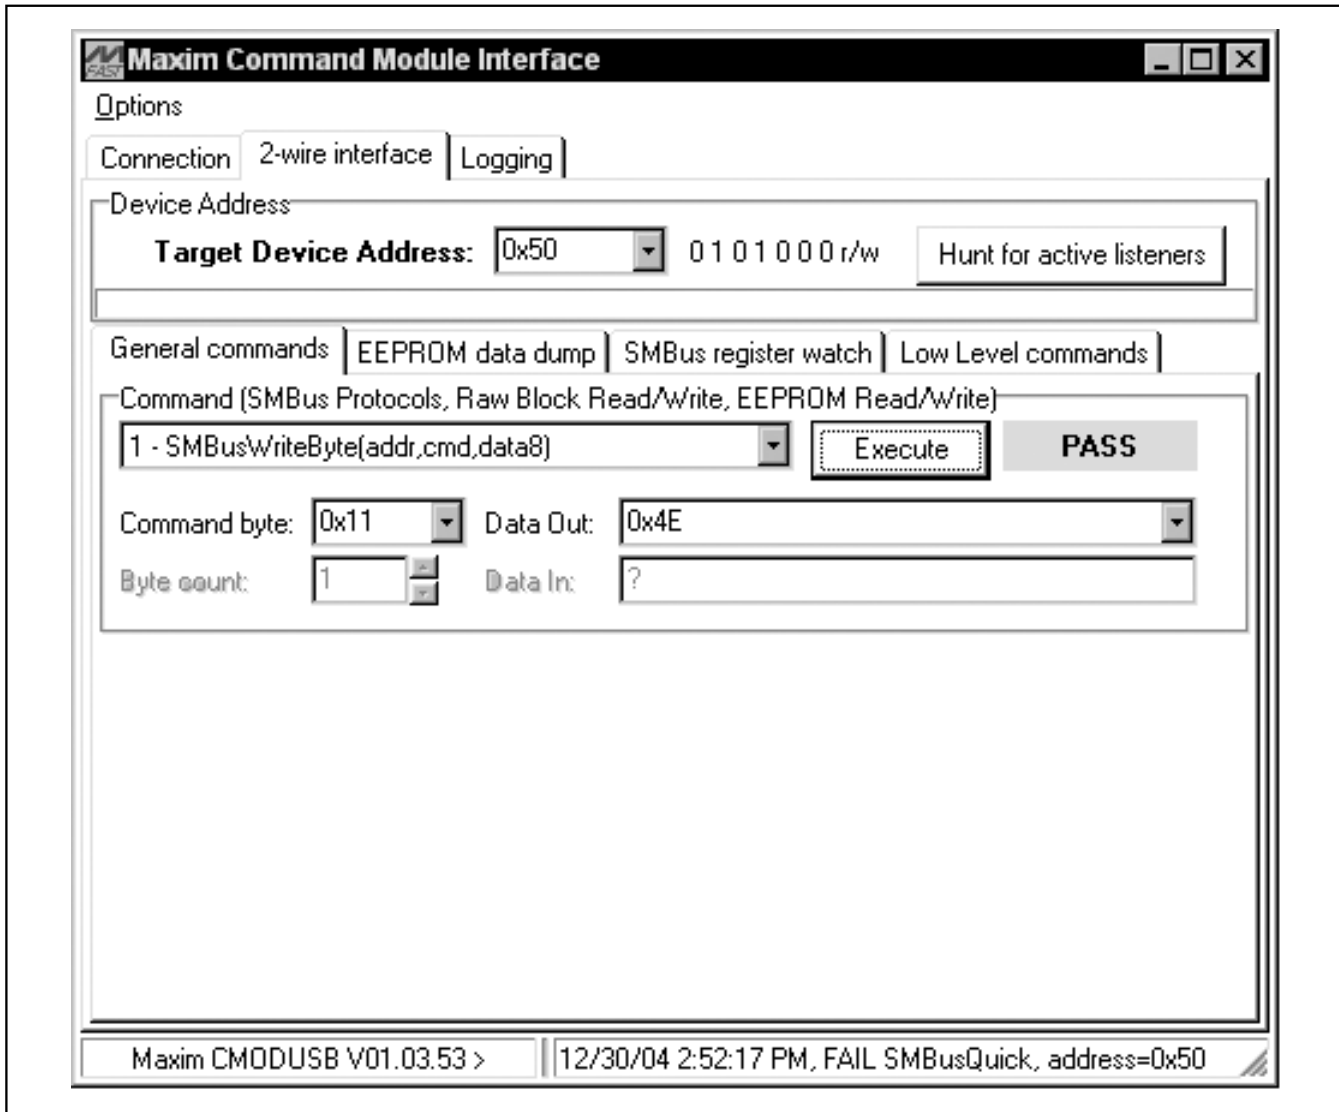 FAST
Maxim Command Module Interface
Options
Connection 2-wire interface Logging
Device Address
Target Device Address: 0x50 0 1 0 1 0 0 0 r/w Hunt for active listeners
General commands EEPROM data dump SMBus register watch Low Level commands
Command (SMBus Protocols, Raw Block Read/Write, EEPROM Read/Write)
1 - SMBusWriteByte(addr,cmd,data8) Execute PASS
Command byte: 0x11 Data Out: 0x4E
Byte count: 1 Data In: ?
Maxim CMODUSB V01.03.53 > 12/30/04 2:52:17 PM, FAIL SMBusQuick, address=0x50